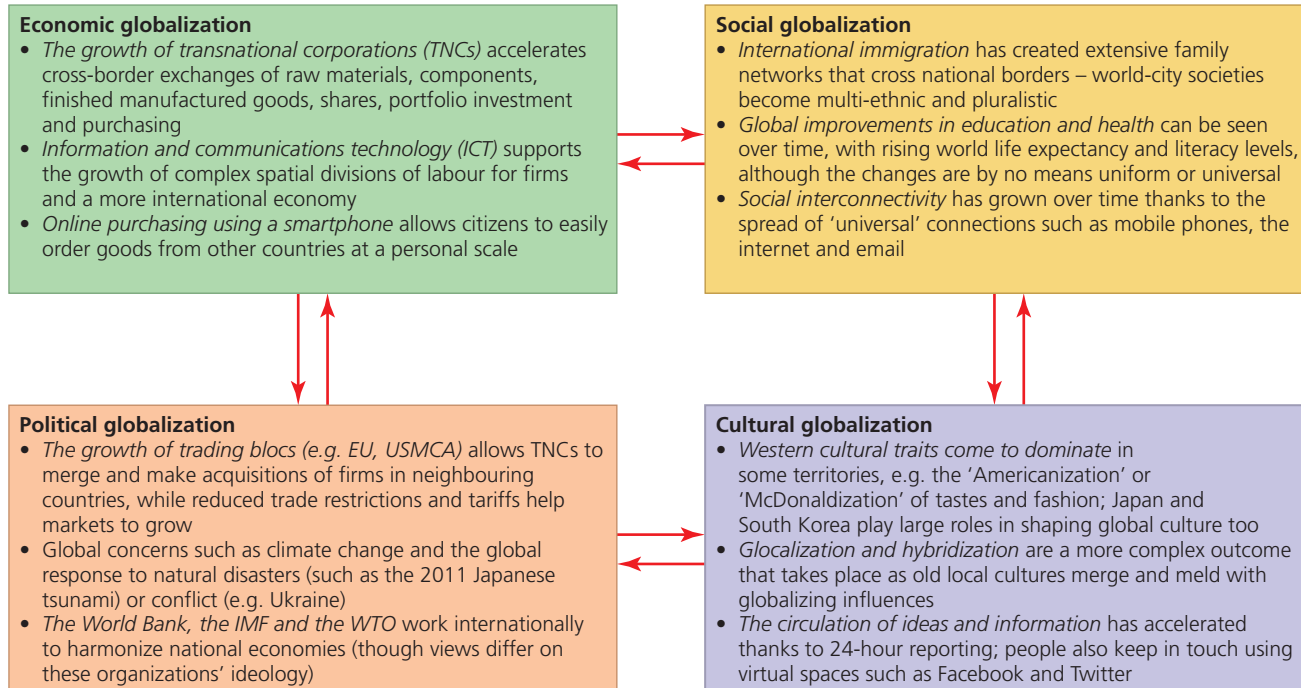 Economic globalization
• The growth of transnational corporations (TNCs) accelerates
cross-border exchanges of raw materials, components,
finished manufactured goods, shares, portfolio investment
and purchasing
• Information and communications technology (ICT) supports
the growth of complex spatial divisions of labour for firms
and a more international economy
• Online purchasing using a smartphone allows citizens to easily
order goods from other countries at a personal scale
Social globalization
• International immigration has created extensive family
networks that cross national borders – world-city societies
become multi-ethnic and pluralistic
• Global improvements in education and health can be seen
over time, with rising world life expectancy and literacy levels,
although the changes are by no means uniform or universal
• Social interconnectivity has grown over time thanks to the
spread of ‘universal’ connections such as mobile phones, the
internet and email
Political globalization
• The growth of trading blocs (e.g. EU, USMCA) allows TNCs to
merge and make acquisitions of firms in neighbouring
countries, while reduced trade restrictions and tariffs help
markets to grow
• Global concerns such as climate change and the global
response to natural disasters (such as the 2011 Japanese
tsunami) or conflict (e.g. Ukraine)
• The World Bank, the IMF and the WTO work internationally
to harmonize national economies (though views differ on
these organizations’ ideology)
Cultural globalization
• Western cultural traits come to dominate in
some territories, e.g. the ‘Americanization’ or
‘McDonaldization’ of tastes and fashion; Japan and
South Korea play large roles in shaping global culture too
• Glocalization and hybridization are a more complex outcome
that takes place as old local cultures merge and meld with
globalizing influences
• The circulation of ideas and information has accelerated
thanks to 24-hour reporting; people also keep in touch using
virtual spaces such as Facebook and Twitter